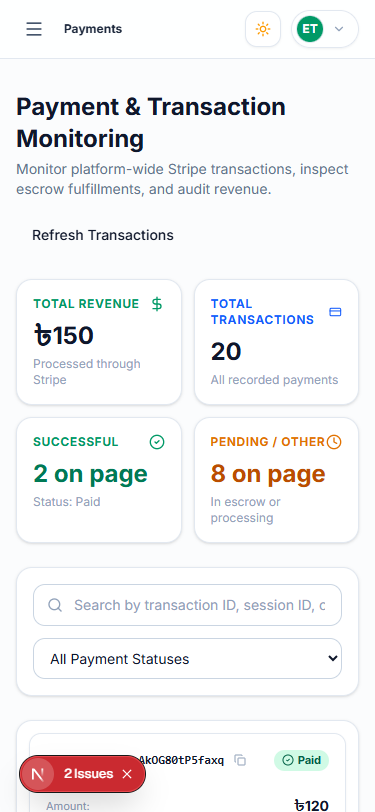 Payments
ET
Payment & Transaction
Monitoring
Monitor platform-wide Stripe transactions, inspect
escrow fulfillments, and audit revenue.
Refresh Transactions
TOTAL REVENUE
৳150
Processed through
Stripe
TOTAL
TRANSACTIONS
20
All recorded payments
SUCCESSFUL
2 on page
Status: Paid
PENDING / OTHER
8 on page
In escrow or
processing
Search by transaction ID, session ID, c
All Payment Statuses
AkOG80tP5faxq
Paid
N
2 Issues
Amount:
৳120